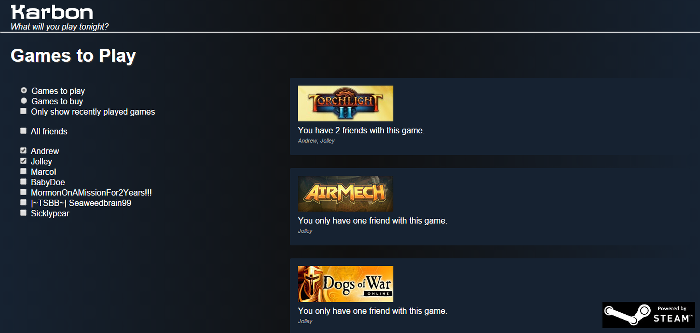 Karbon
What will you play tonight?
Games to Play
Games to play
Games to buy
Only show recently played games
All friends
Andrew
Jolley
Marcol
BabyDoe
MormonOnAMissionFor2Years!!!
|~TSBB~| Seaweedbrain99
Sicklypear
TORCHLIGHT
II
You have 2 friends with this game
Andrew, Jolley
AIRMECH
You only have one friend with this game.
Jolley
Dogs of War
ONLINE
You only have one friend with this game.
Jolley
Powered by
STEAM™